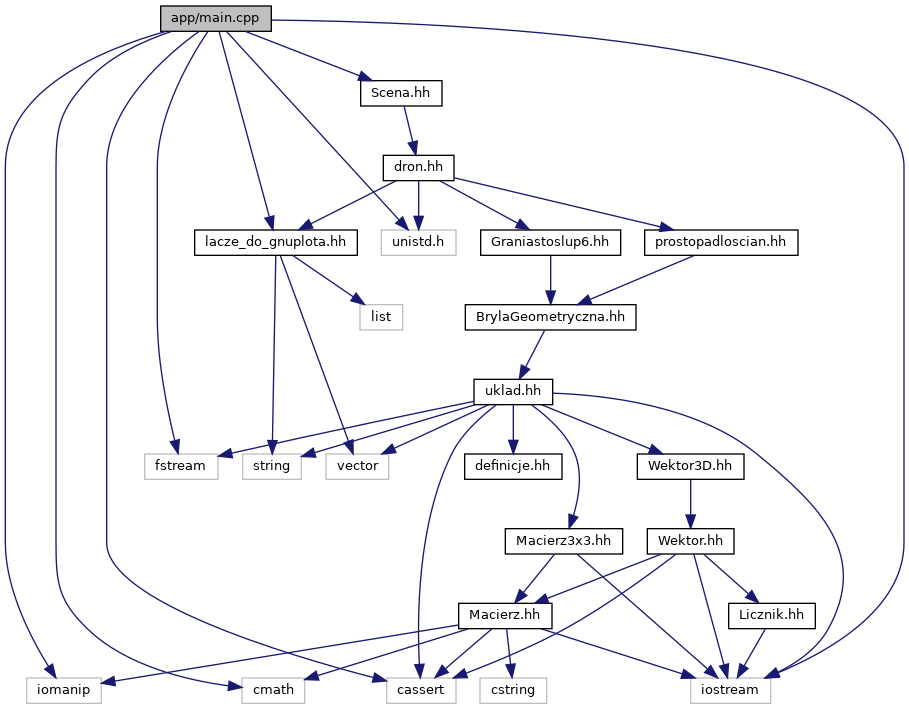 app/main.cpp
Scena.hh
dron.hh
lacze_do_gnuplota.hh
unistd.h
Graniastoslup6.hh
prostopadloscian.hh
list
BrylaGeometryczna.hh
uklad.hh
fstream
string
vector
definicje.hh
Wektor3D.hh
Macierz3x3.hh
Wektor.hh
Macierz.hh
Licznik.hh
iomanip
cmath
cassert
cstring
iostream